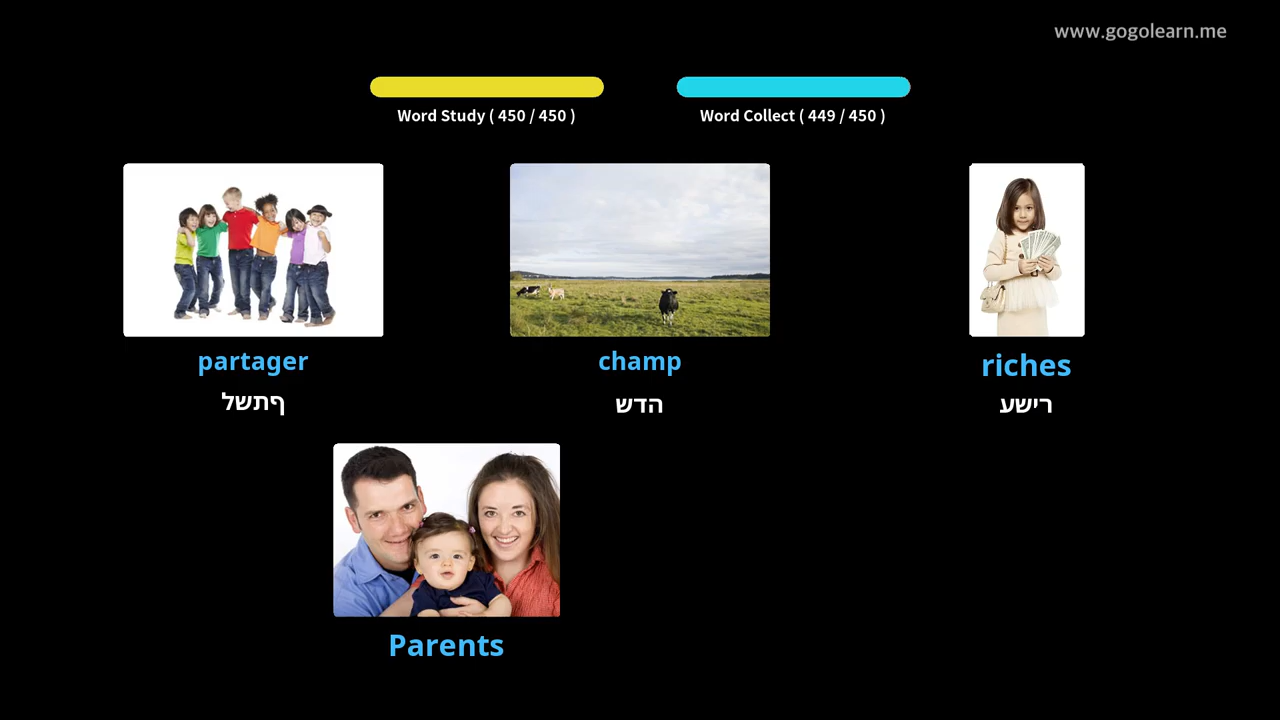 www.gogolearn.me
Word Study ( 450 / 450 )
Word Collect ( 449 / 450 )
partager
ףתשל
champ
הדש
riches
רישע
Parents